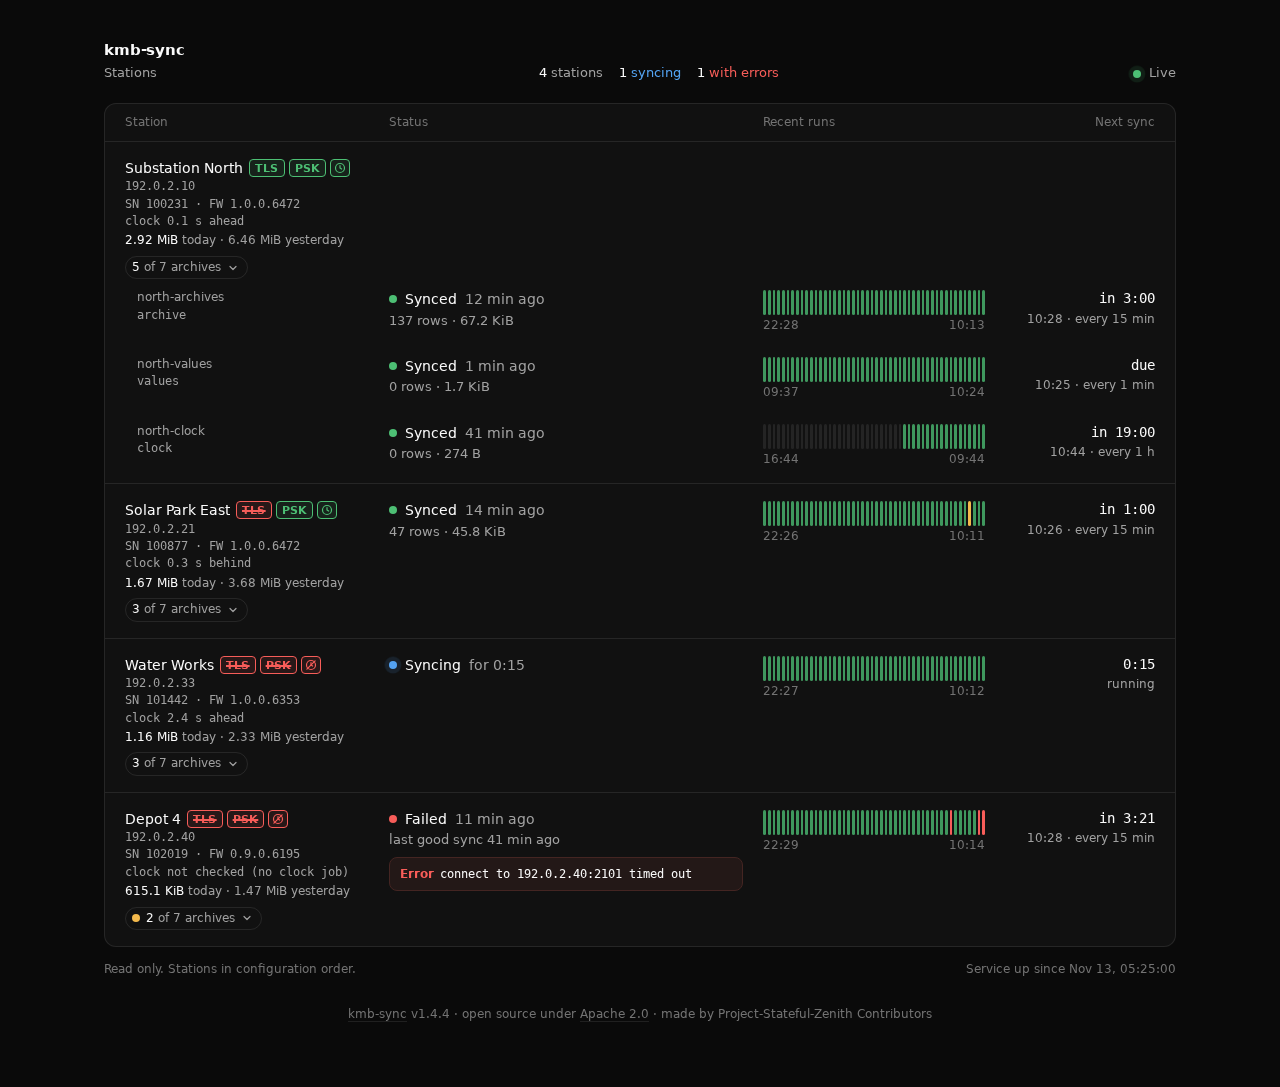 kmb-sync
Stations 4 stations 1 syncing 1 with errors Live
Station Status Recent runs Next sync
Substation North TLS PSK
192.0.2.10
SN 100231 · FW 1.0.0.6472
clock 0.1 s ahead
2.92 MiB today · 6.46 MiB yesterday
5 of 7 archives
north-archives Synced 12 min ago in 3:00
archive 137 rows · 67.2 KiB 22:28 10:13 10:28 · every 15 min
north-values Synced 1 min ago due
values 0 rows · 1.7 KiB 09:37 10:24 10:25 · every 1 min
north-clock Synced 41 min ago in 19:00
clock 0 rows · 274 B 16:44 09:44 10:44 · every 1 h
Solar Park East TLS PSK Synced 14 min ago in 1:00
192.0.2.21 47 rows · 45.8 KiB 22:26 10:11 10:26 · every 15 min
SN 100877 · FW 1.0.0.6472
clock 0.3 s behind
1.67 MiB today · 3.68 MiB yesterday
3 of 7 archives
Water Works TLS PSK Syncing for 0:15 0:15
192.0.2.33 22:27 10:12 running
SN 101442 · FW 1.0.0.6353
clock 2.4 s ahead
1.16 MiB today · 2.33 MiB yesterday
3 of 7 archives
Depot 4 TLS PSK Failed 11 min ago in 3:21
192.0.2.40 last good sync 41 min ago 22:29 10:14 10:28 · every 15 min
SN 102019 · FW 0.9.0.6195
clock not checked (no clock job) Error connect to 192.0.2.40:2101 timed out
615.1 KiB today · 1.47 MiB yesterday
2 of 7 archives
Read only. Stations in configuration order. Service up since Nov 13, 05:25:00
kmb-sync v1.4.4 · open source under Apache 2.0 · made by Project-Stateful-Zenith Contributors